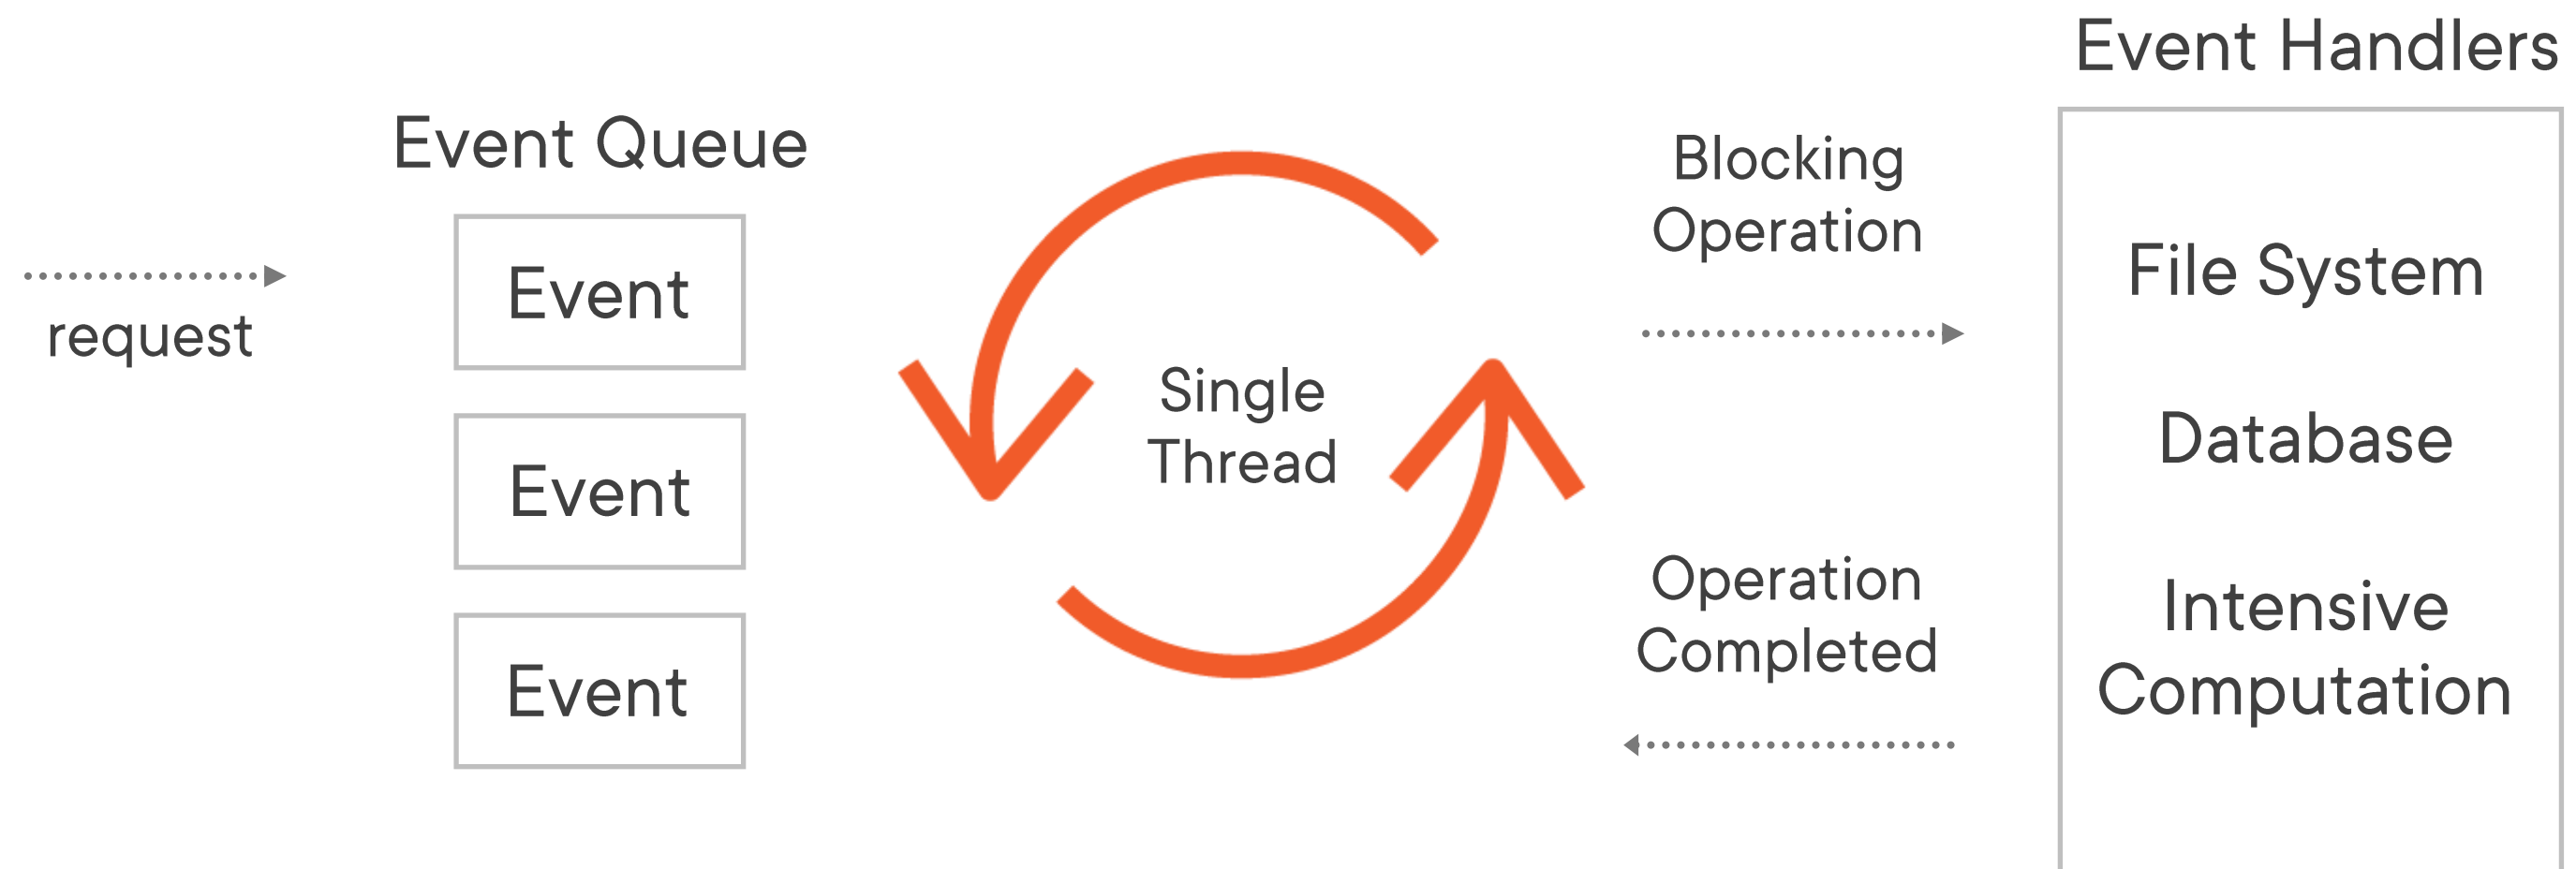 Event Queue
request
Event
Event
Event
Single
Thread
Blocking
Operation
Operation
Completed
Event Handlers
File System
Database
Intensive
Computation